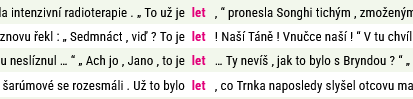 la intenzivní radioterapie . „ To už je let , “ pronesla Songhi tichým , zmoženým
znovu řekl : „ Sedmnáct , viď ? To je let ! Naší Táně ! Vnučce naší ! “ V tu chvíl
nu neslíznul … “ „ Ach jo , Jano , to je let … Ty nevíš , jak to bylo s Bryndou ? “ „
šarúmové se rozesmáli . Už to bylo let , co Trnka naposledy slyšel otcovu ma